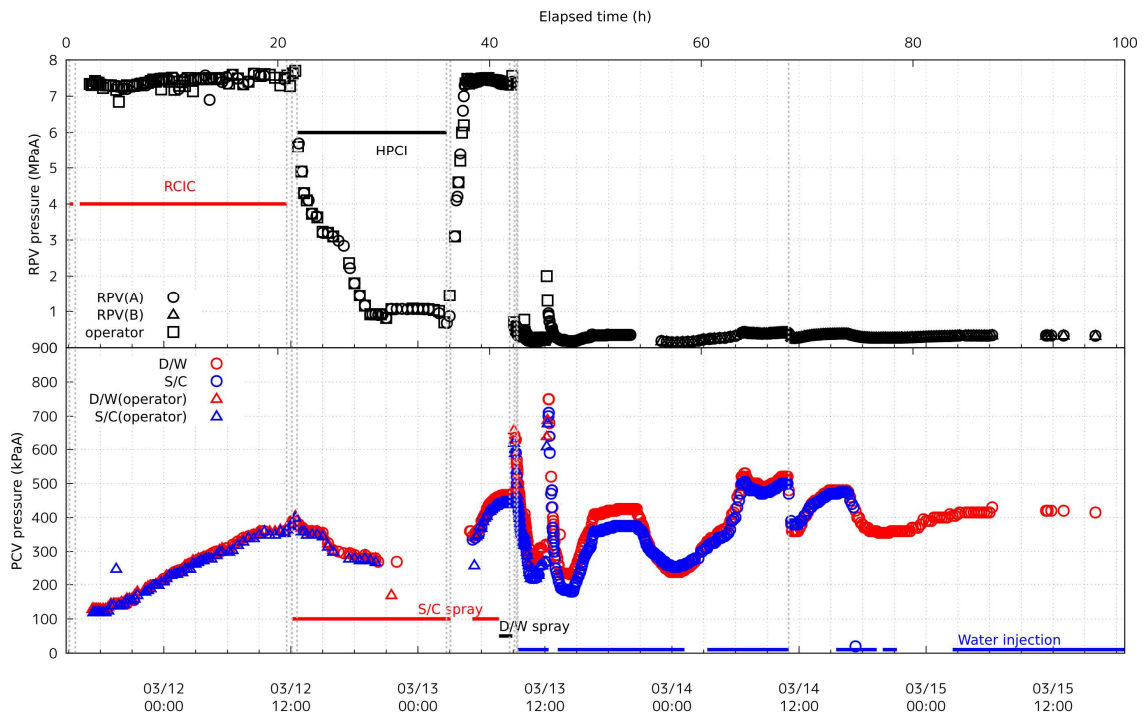 Elapsed time (h)
0 20 40 60 80 100
8
7
6
5
4
3
2
1
RPV pressure (MPaA)
HPCI
RCIC
RPV(A)
RPV(B)
operator
900
800
700
600
500
400
300
200
100
0
PCV pressure (kPaA)
D/W
S/C
D/W(operator)
S/C(operator)
S/C spray
D/W spray
Water injection
03/12 03/12 03/13 03/13 03/14 03/14 03/15 03/15
00:00 12:00 00:00 12:00 00:00 12:00 00:00 12:00